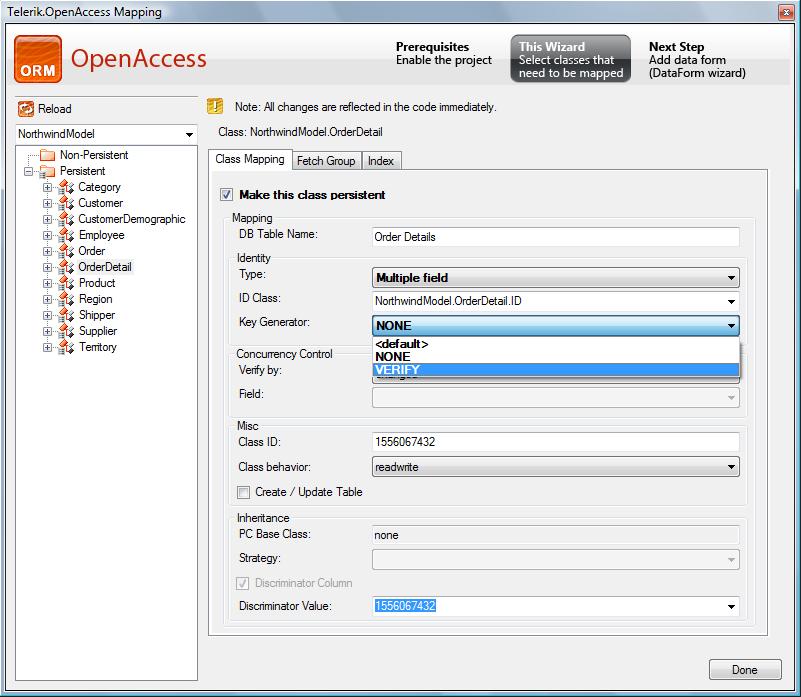 Telerik.OpenAccess Mapping
ORM
OpenAccess
Prerequisites
Enable the project
This Wizard
Select classes that
need to be mapped
Next Step
Add data form
(DataForm wizard)
Reload
Note: All changes are reflected in the code immediately.
NorthwindModel
Class: NorthwindModel.OrderDetail
Non-Persistent
Persistent
Category
Customer
CustomerDemographic
Employee
Order
OrderDetail
Product
Region
Shipper
Supplier
Territory
Class Mapping
Fetch Group
Index
Make this class persistent
Mapping
DB Table Name:
Order Details
Identity
Type:
Multiple field
ID Class:
NorthwindModel.OrderDetail.ID
Key Generator:
NONE
<default>
NONE
VERIFY
Concurrency Control
Verify by:
Field:
Misc
Class ID:
1556067432
Class behavior:
readwrite
Create / Update Table
Inheritance
PC Base Class:
none
Strategy:
Discriminator Column
Discriminator Value:
1556067432
Done